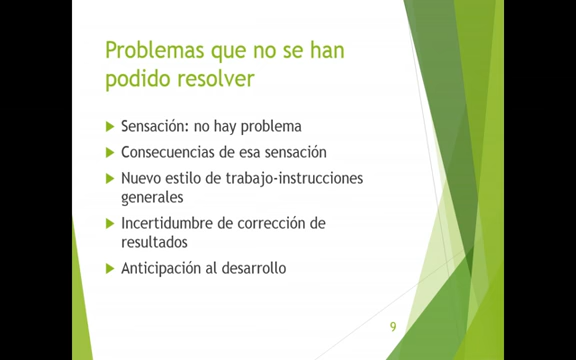 Problemas que no se han
podido resolver
Sensación: no hay problema
Consecuencias de esa sensación
Nuevo estilo de trabajo-instrucciones
generales
Incertidumbre de corrección de
resultados
Anticipación al desarrollo
9